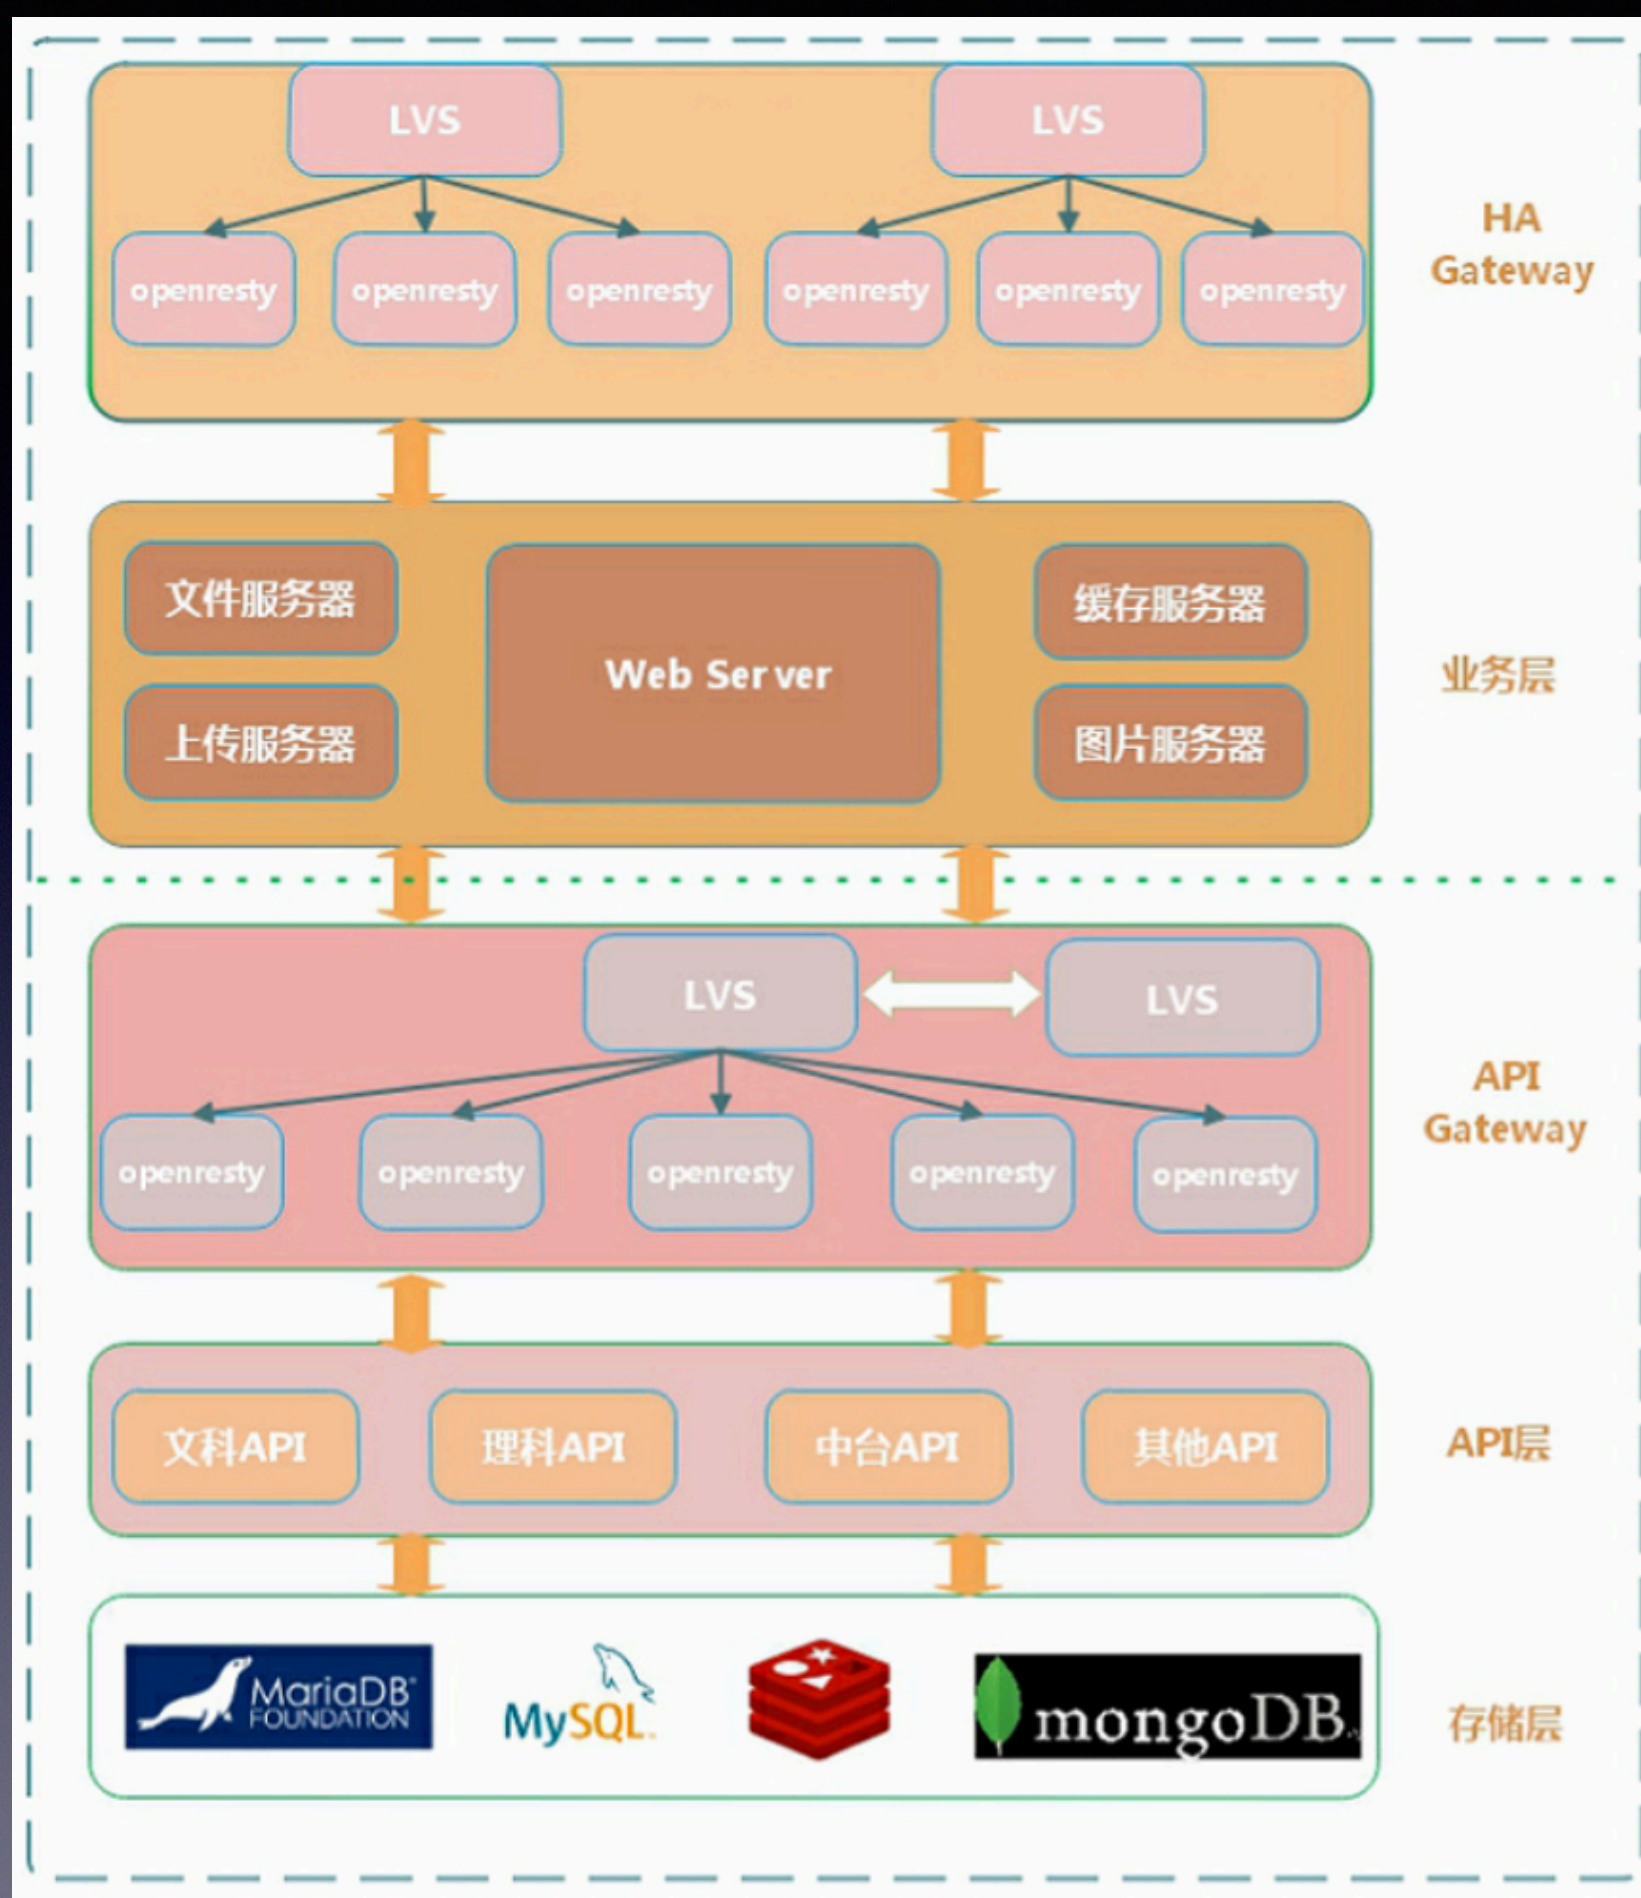 LVS
LVS
openresty
openresty
openresty
openresty
openresty
openresty
HA
Gateway
文件服务器
上传服务器
Web Server
缓存服务器
图片服务器
业务层
LVS
LVS
openresty
openresty
openresty
openresty
openresty
API
Gateway
文科API
理科API
中台API
其他API
API层
MariaDB
FOUNDATION
MySQL
mongoDB
存储层